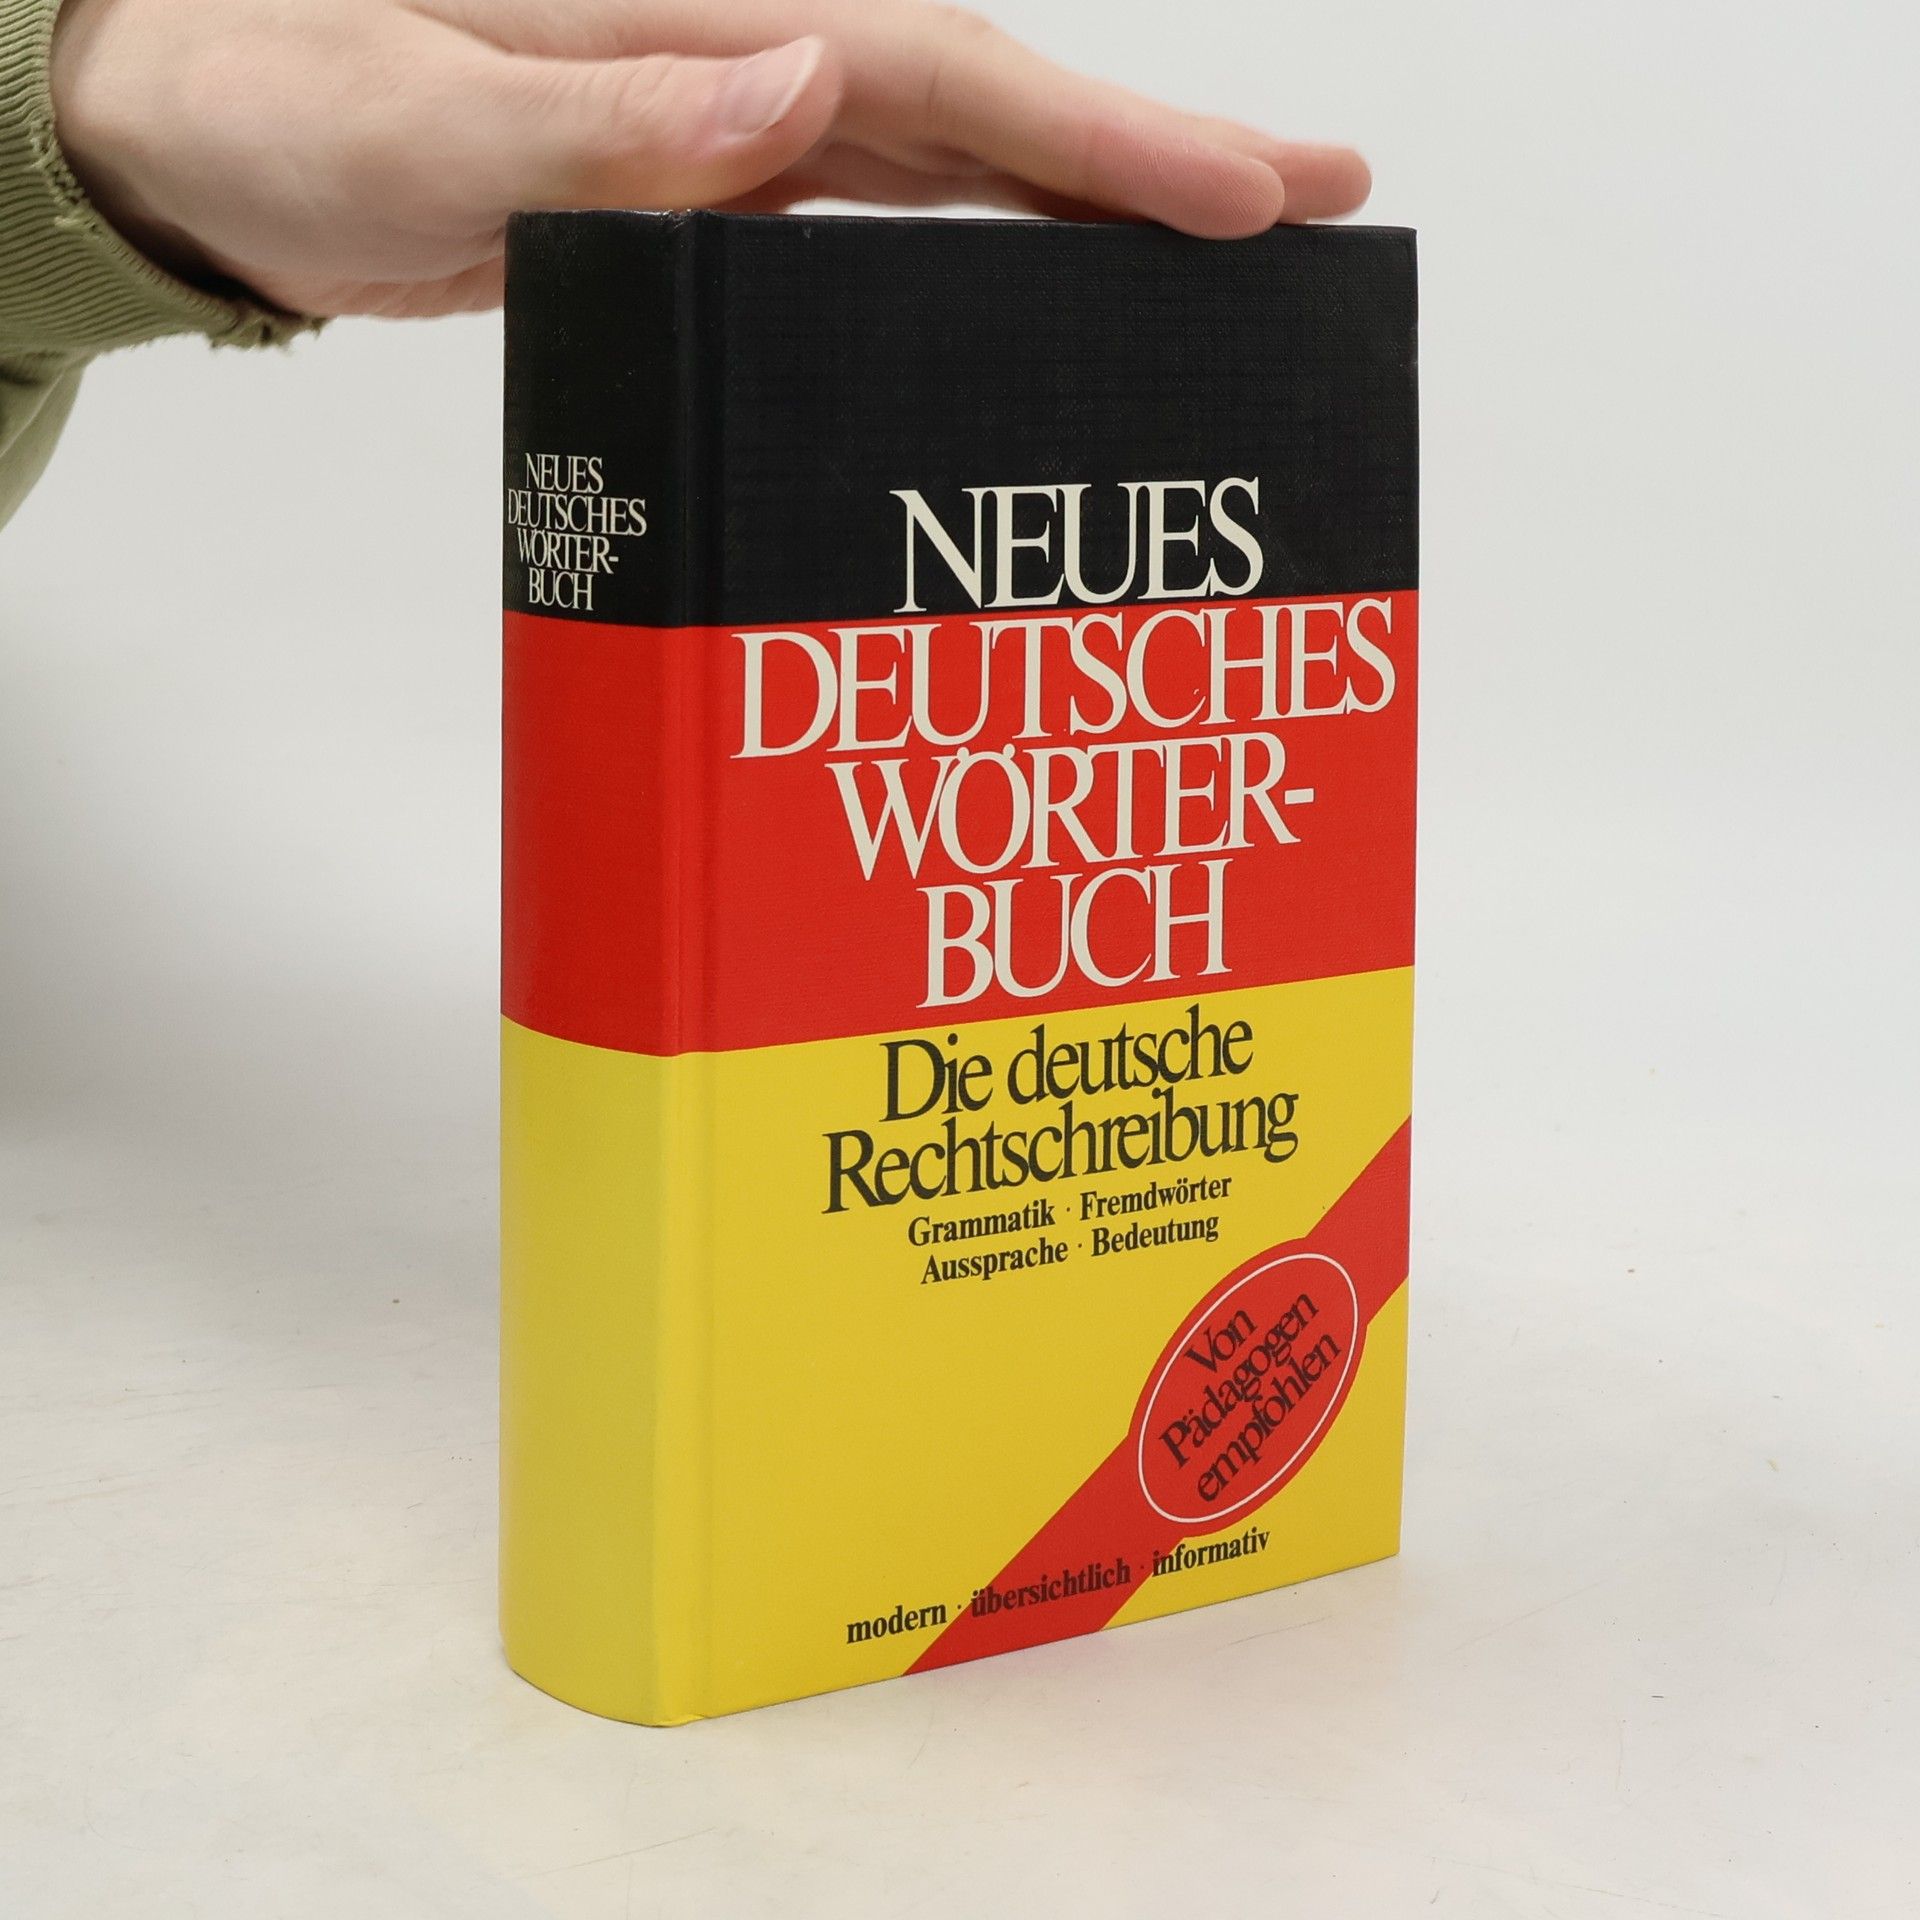 NEUES
DEUTSCHES
WÖRTER-
BUCH
NEUES
DEUTSCHES
WÖRTER-
BUCH
Die deutsche
Rechtschreibung
Grammatik · Fremdwörter
Aussprache · Bedeutung
Von
Pädagogen
empfohlen
modern · übersichtlich · informativ